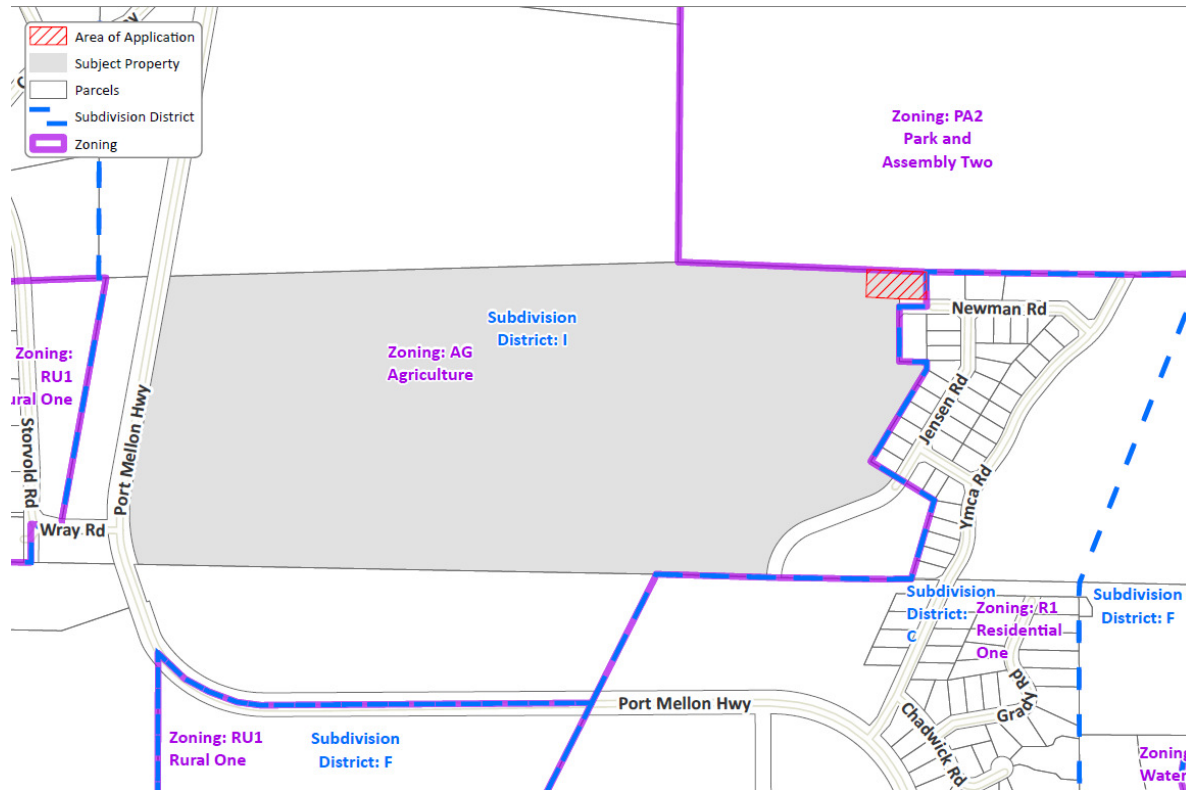 Area of Application
Subject Property
Parcels
Subdivision District
Zoning
Zoning: PA2
Park and
Assembly Two
Subdivision
District: I
Zoning: AG
Agriculture
Newman Rd
Zoning:
RU1
ural One
Storvold Rd
Port Mellon Hwy
Jensen Rd
Ymca Rd
Wray Rd
Subdivision
District:
C
Zoning: R1
Residential
One
Subdivision
District: F
Grady Rd
Port Mellon Hwy
Chadwick Rd
Zoning: RU1
Rural One
Subdivision
District: F
Zoning
Water